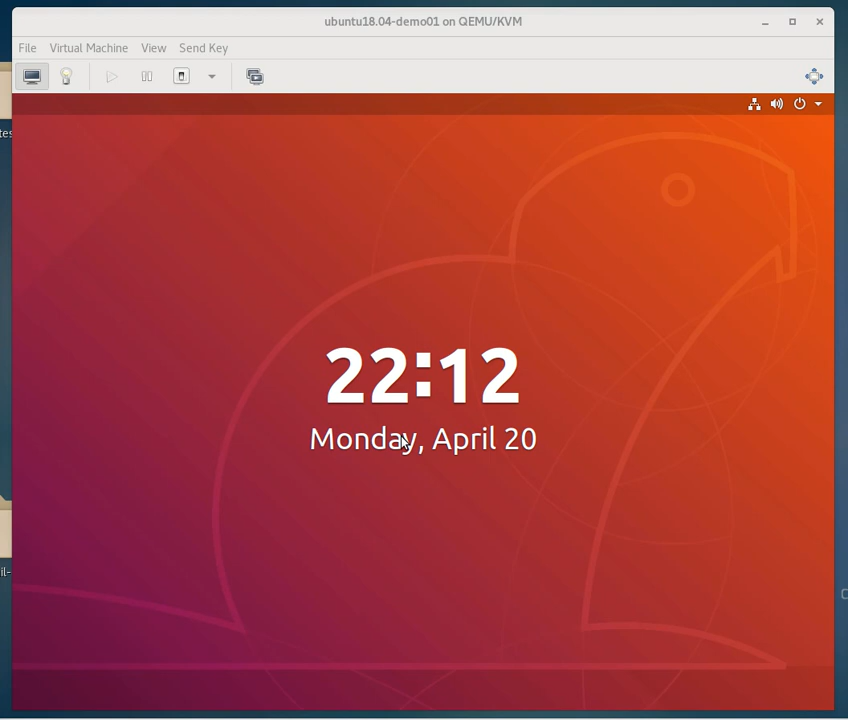 ubuntu18.04-demo01 on QEMU/KVM
File Virtual Machine View Send Key
22:12
Monday, April 20